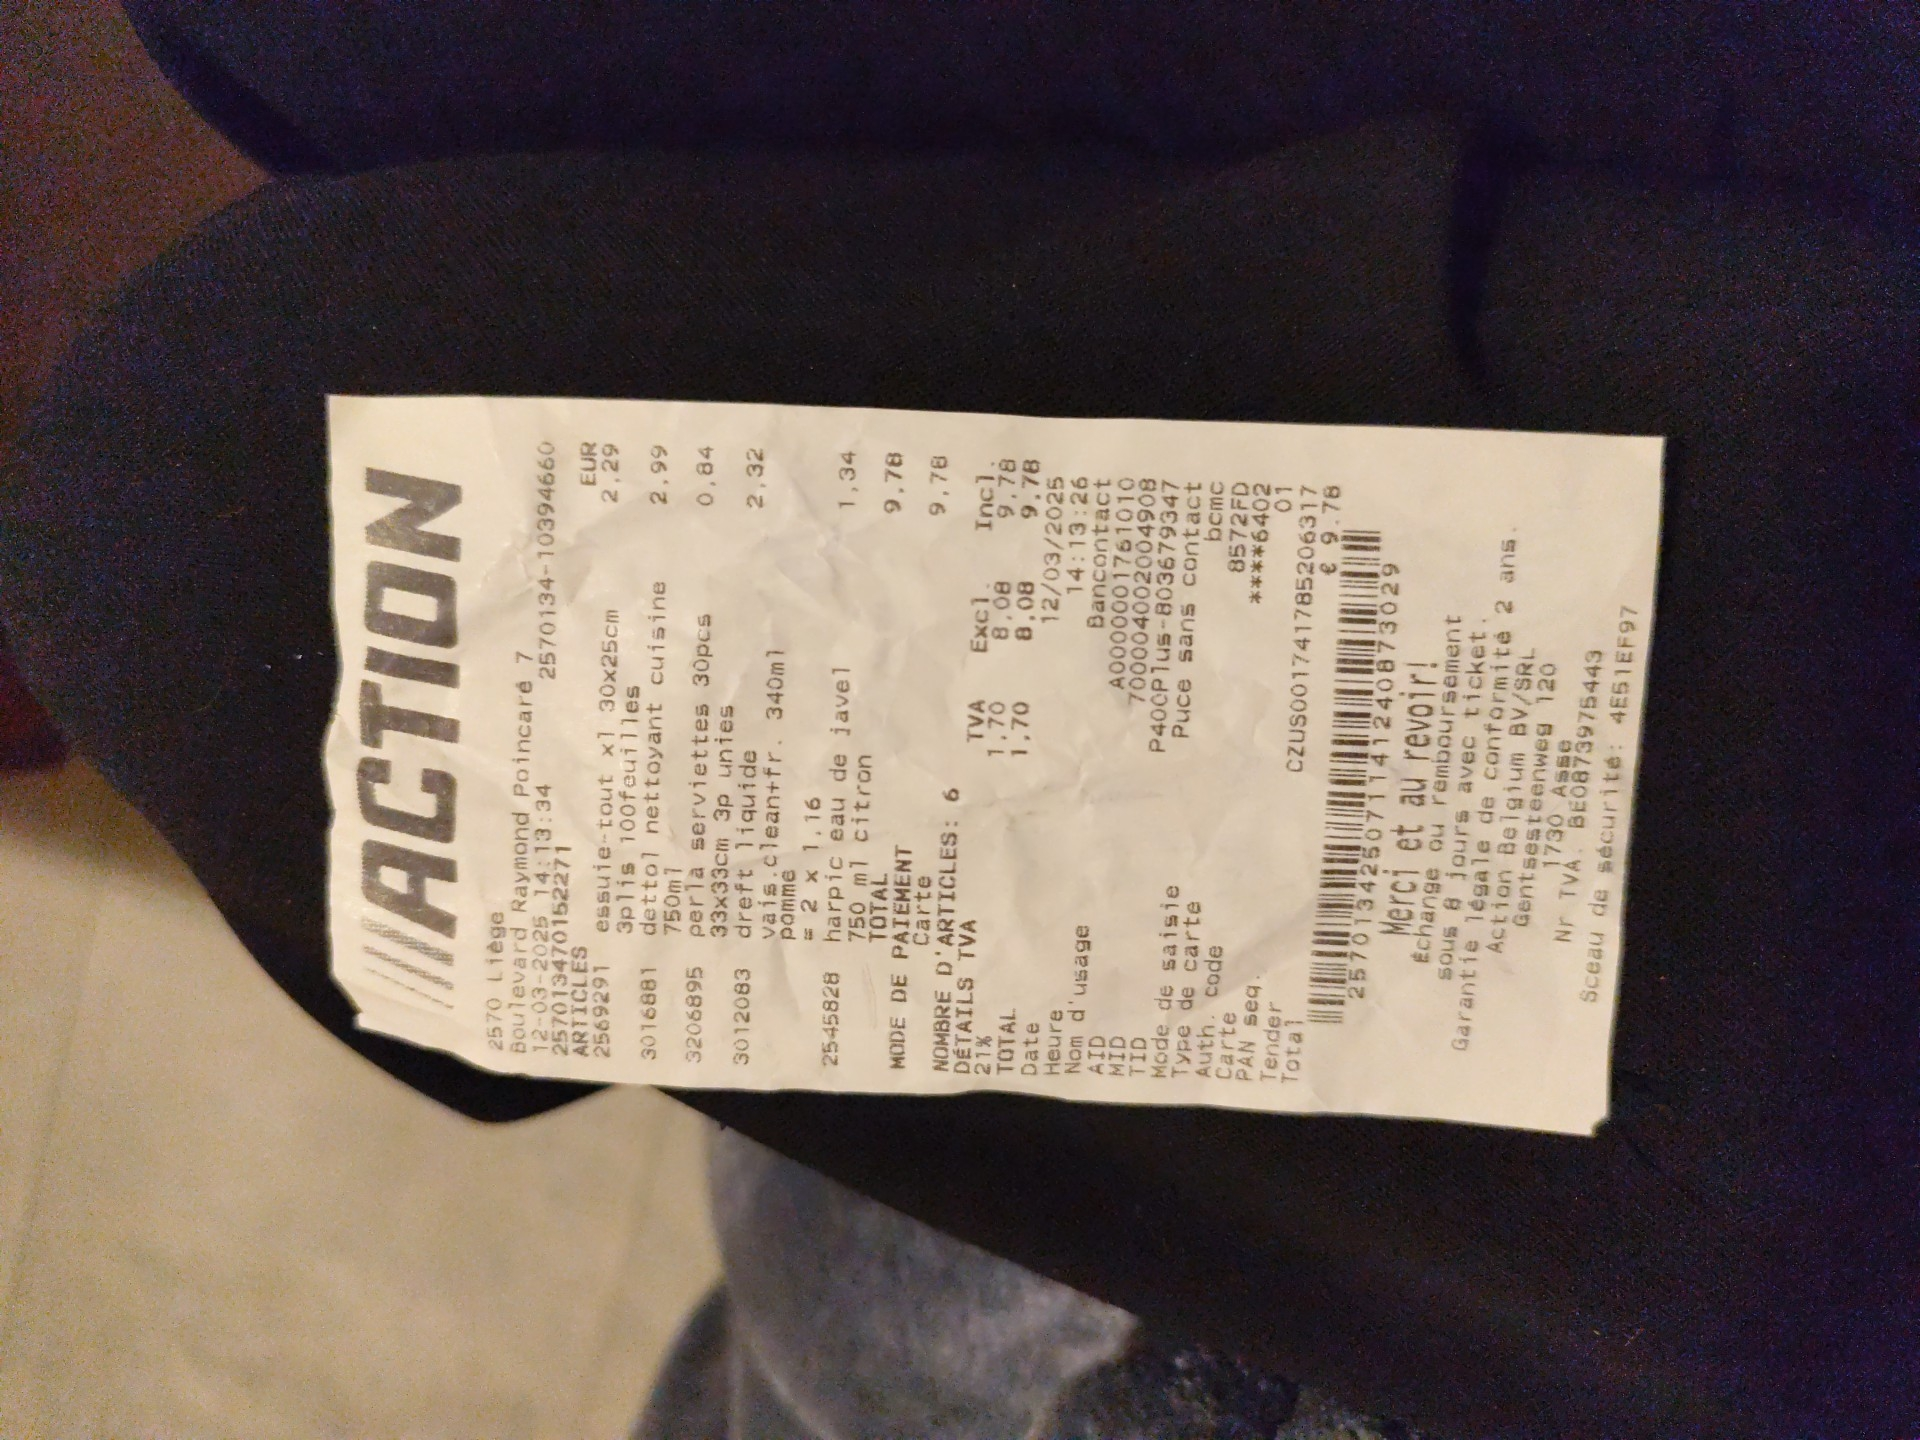 ACTION
2570 Liège
Boulevard Raymond Poincaré 7
12-03-2025 14:13:34 25701347015-10394660
2570134701522271
ARTICLES EUR
2569291 essuie-tout xl 30x25cm 2,29
3plis 100feuilles
3016881 dettol nettoyant cuisine 2,99
750ml
3206895 perla serviettes 30pcs 0,84
33x33cm 3p unies
3012083 dreft liquide 2,32
vais.clean+fr. 340ml
pomme
= 2 x 1.16
2545828 harpic eau de javel 1,34
750 ml citron
TOTAL 9,78
MODE DE PAIEMENT
Carte 9,78
NOMBRE D'ARTICLES: 6
DÉTAILS TVA TVA Excl. Incl.
21% 1,70 8,08 9,78
TOTAL 1,70 8,08 9,78
Date 12/03/2025
Heure 14:13:26
Nom d'usage Bancontact
AID A0000001761010
MID 700004002004908
TID P400Plus-803679347
Mode de saisie Puce sans contact
Type de carte bcmc
Auth. code 8572FD
Carte ****6402
PAN seq. 01
Tender CZUS001741785206317
Total € 9.78
257013425071141240873029
Merci et au revoir!
Échange ou remboursement
sous 8 jours avec ticket.
Garantie légale de conformité 2 ans.
Action Belgium BV/SRL
Gentsesteenweg 120
1730 Asse
Nr TVA. BE0873975443
Sceau de sécurité: 4E51EF97